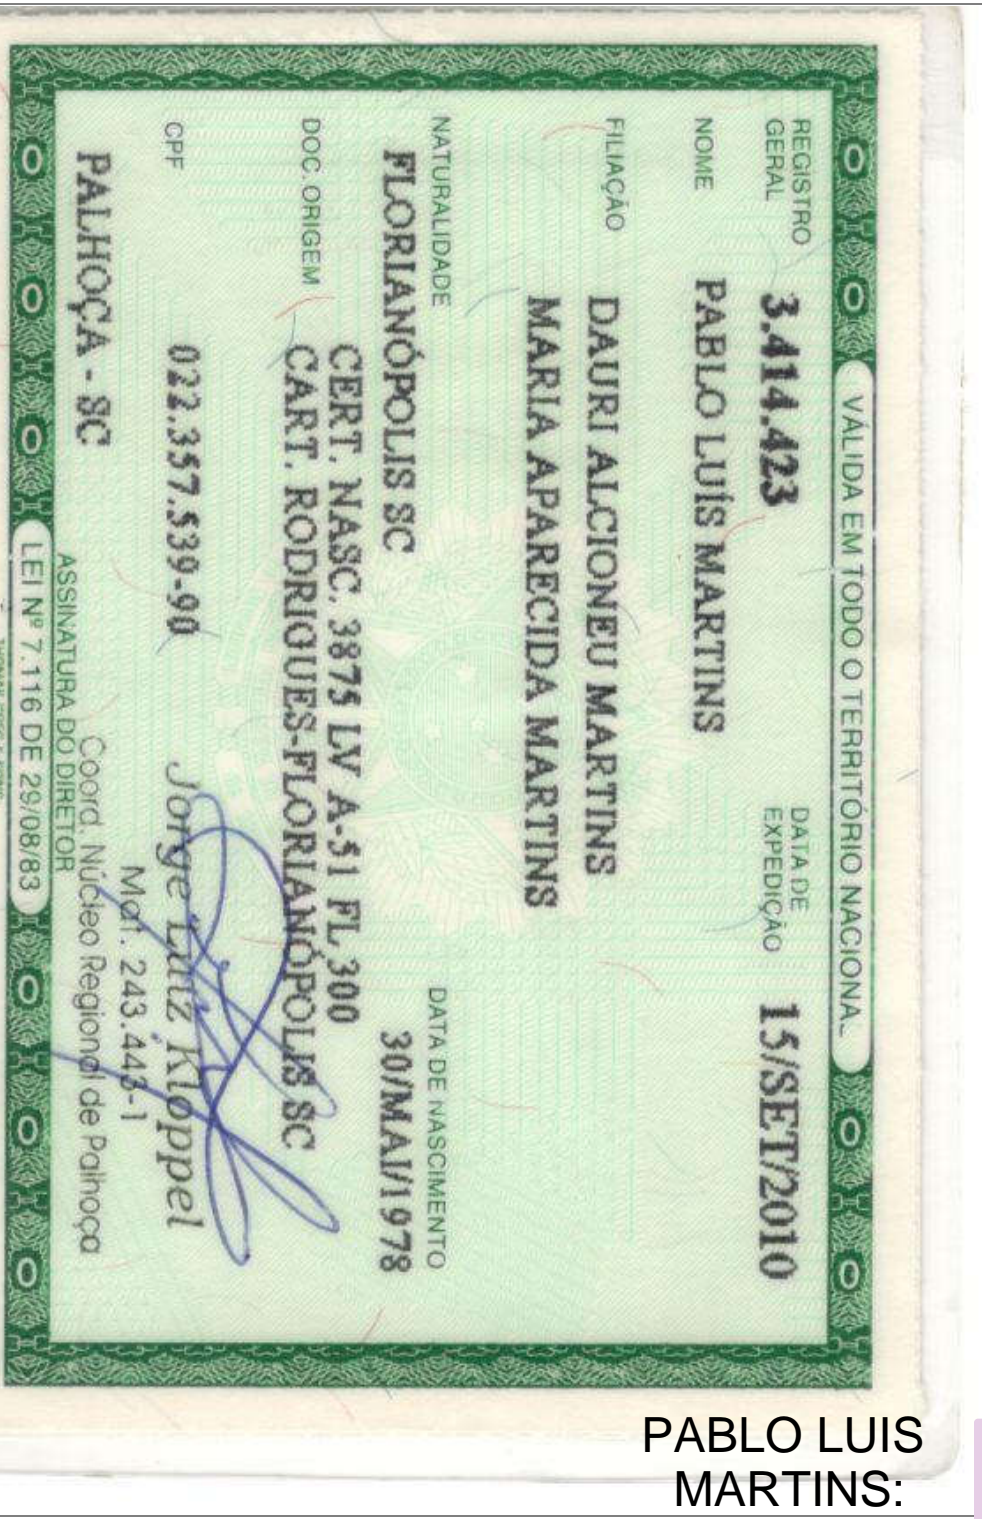 VÁLIDA EM TODO O TERRITÓRIO NACIONAL
REGISTRO GERAL 3.414.423 DATA DE EXPEDIÇÃO 15/SET/2010
NOME PABLO LUÍS MARTINS
FILIAÇÃO DAURI ALCIONEU MARTINS
MARIA APARECIDA MARTINS
NATURALIDADE DATA DE NASCIMENTO
FLORIANÓPOLIS SC 30/MAI/1978
DOC. ORIGEM CERT. NASC. 3875 LV A-51 FL 300
CART. RODRIGUES-FLORIANÓPOLIS SC
CPF 022.357.539-90
Jorge Luiz Kloppel
Mat. 243.443-1
PALHOÇA - SC Coord. Núcleo Regional de Palhoça
ASSINATURA DO DIRETOR
LEI Nº 7.116 DE 29/08/83
PABLO LUIS
MARTINS: